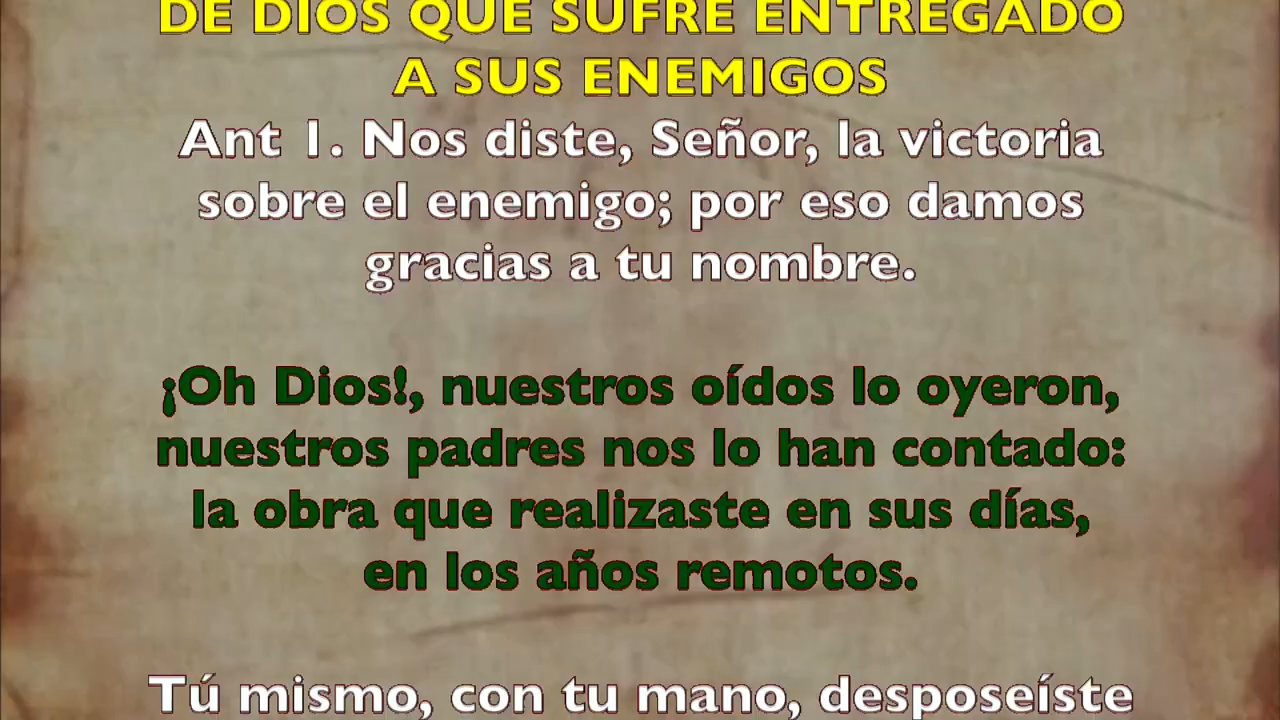 DE DIOS QUE SUFRE ENTREGADO
A SUS ENEMIGOS
Ant 1. Nos diste, Señor, la victoria
sobre el enemigo; por eso damos
gracias a tu nombre.
¡Oh Dios!, nuestros oídos lo oyeron,
nuestros padres nos lo han contado:
la obra que realizaste en sus días,
en los años remotos.
Tú mismo, con tu mano, desposeíste